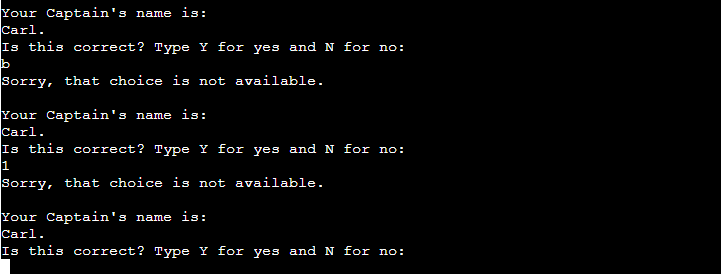 Your Captain's name is:
Carl.
Is this correct? Type Y for yes and N for no:
b
Sorry, that choice is not available.
Your Captain's name is:
Carl.
Is this correct? Type Y for yes and N for no:
1
Sorry, that choice is not available.
Your Captain's name is:
Carl.
Is this correct? Type Y for yes and N for no: